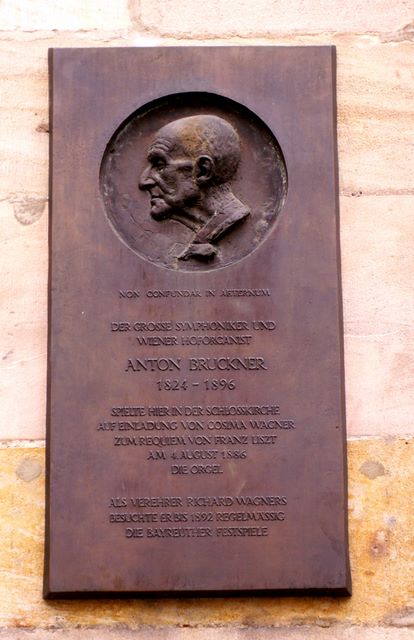 NON CONFUNDAR IN AETERNUM
DER GROSSE SYMPHONIKER UND
WIENER HOFORGANIST
ANTON BRUCKNER
1824 - 1896
SPIELTE HIER IN DER SCHLOSSKIRCHE
AUF EINLADUNG VON COSIMA WAGNER
ZUM REQUIEM VON FRANZ LISZT
AM 4. AUGUST 1886
DIE ORGEL
ALS VEREHRER RICHARD WAGNERS
BESUCHTE ER BIS 1892 REGELMÄSSIG
DIE BAYREUTHER FESTSPIELE